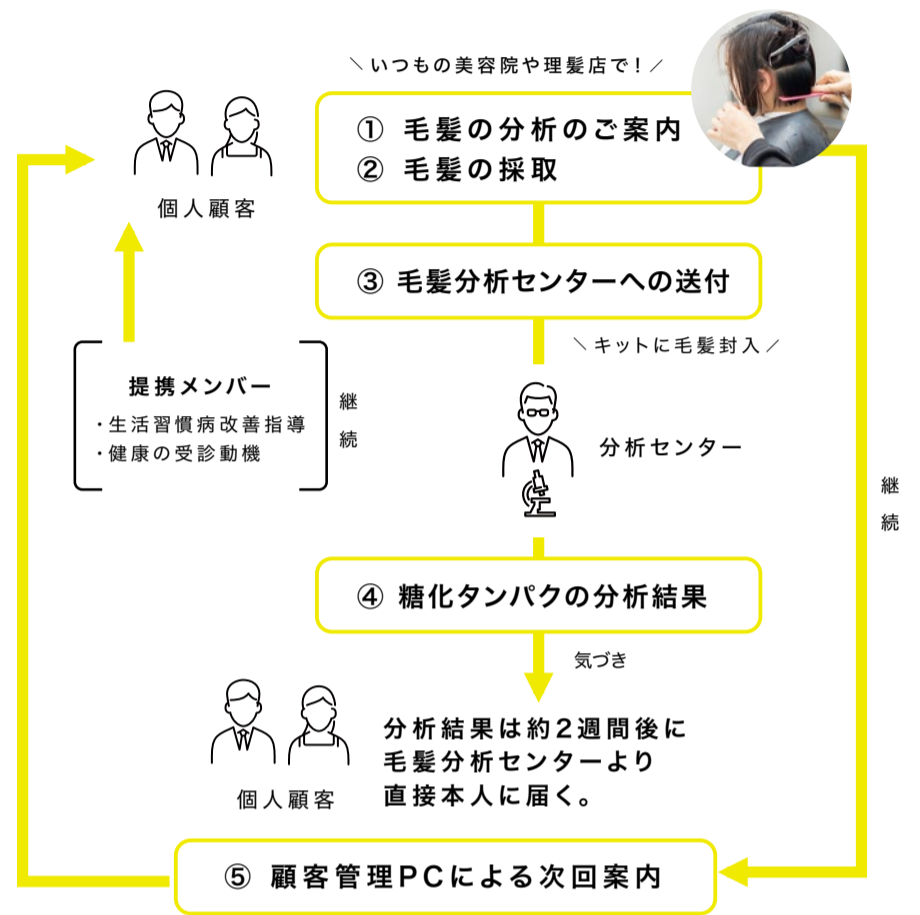 ＼いつもの美容院や理髪店で！／
① 毛髪の分析のご案内
② 毛髪の採取
個人顧客
③ 毛髪分析センターへの送付
＼キットに毛髪封入／
提携メンバー
・生活習慣病改善指導
・健康の受診動機
継続
分析センター
継続
④ 糖化タンパクの分析結果
気づき
分析結果は約2週間後に
毛髪分析センターより
直接本人に届く。
個人顧客
⑤ 顧客管理PCによる次回案内